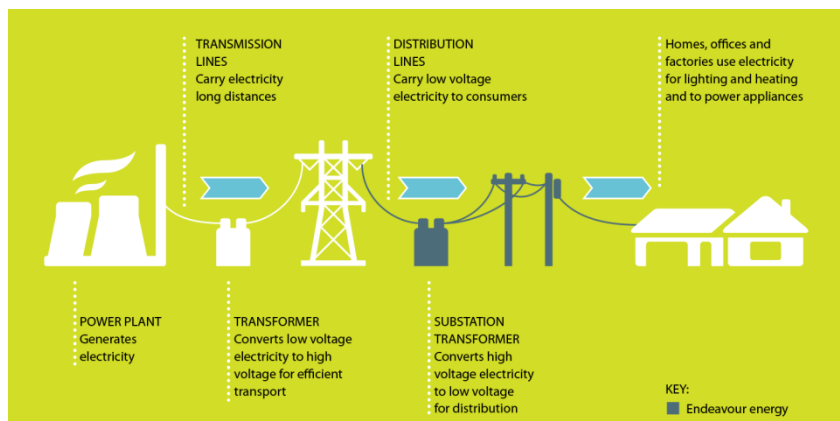 TRANSMISSION
LINES
Carry electricity
long distances
DISTRIBUTION
LINES
Carry low voltage
electricity to consumers
Homes, offices and
factories use electricity
for lighting and heating
and to power appliances
POWER PLANT
Generates
electricity
TRANSFORMER
Converts low voltage
electricity to high
voltage for efficient
transport
SUBSTATION
TRANSFORMER
Converts high
voltage electricity
to low voltage
for distribution
KEY:
Endeavour energy